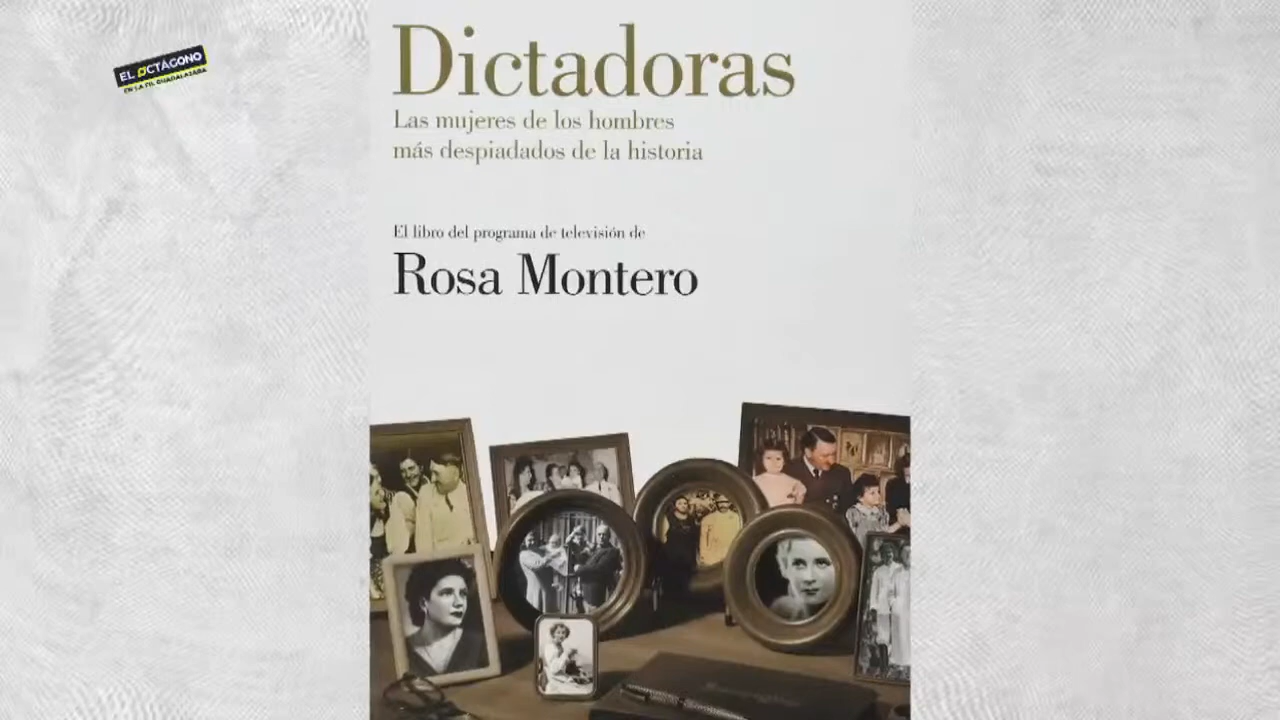 EL OCTÁGONO
EN LA FIL GUADALAJARA
Dictadoras
Las mujeres de los hombres
más despiadados de la historia
El libro del programa de televisión de
Rosa Montero